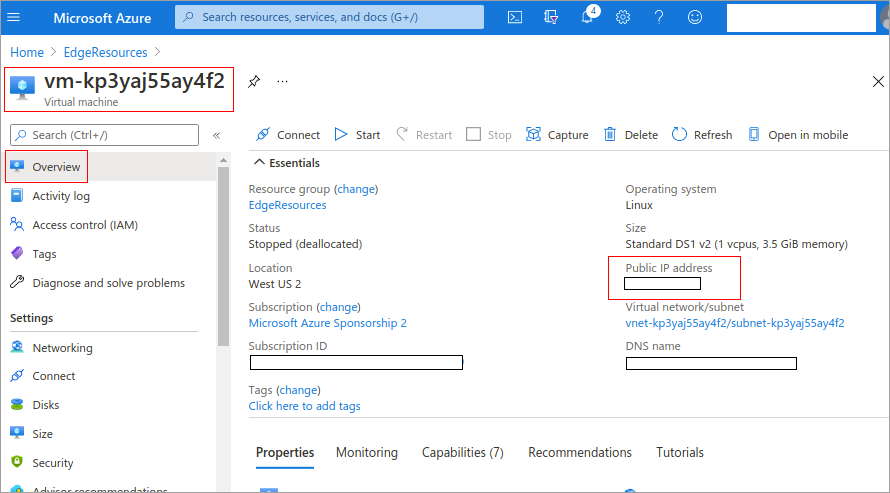 Microsoft Azure
Search resources, services, and docs (G+/)
4
Home > EdgeResources >
vm-kp3yaj55ay4f2
Virtual machine
Search (Ctrl+/)
Overview
Activity log
Access control (IAM)
Tags
Diagnose and solve problems
Settings
Networking
Connect
Disks
Size
Security
Advisor recommendations
Connect Start Restart Stop Capture Delete Refresh Open in mobile
Essentials
Resource group (change)
EdgeResources
Status
Stopped (deallocated)
Location
West US 2
Subscription (change)
Microsoft Azure Sponsorship 2
Subscription ID
Tags (change)
Click here to add tags
Operating system
Linux
Size
Standard DS1 v2 (1 vcpus, 3.5 GiB memory)
Public IP address
Virtual network/subnet
vnet-kp3yaj55ay4f2/subnet-kp3yaj55ay4f2
DNS name
Properties Monitoring Capabilities (7) Recommendations Tutorials